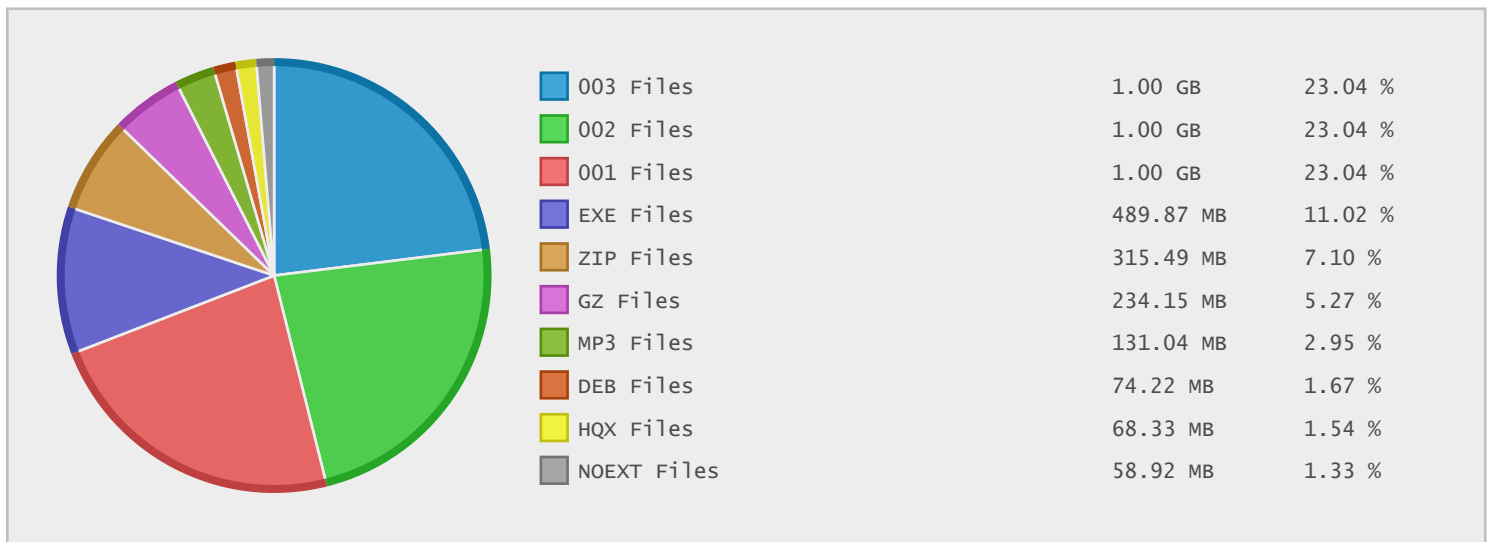 003 Files 1.00 GB 23.04 %
002 Files 1.00 GB 23.04 %
001 Files 1.00 GB 23.04 %
EXE Files 489.87 MB 11.02 %
ZIP Files 315.49 MB 7.10 %
GZ Files 234.15 MB 5.27 %
MP3 Files 131.04 MB 2.95 %
DEB Files 74.22 MB 1.67 %
HQX Files 68.33 MB 1.54 %
NOEXT Files 58.92 MB 1.33 %